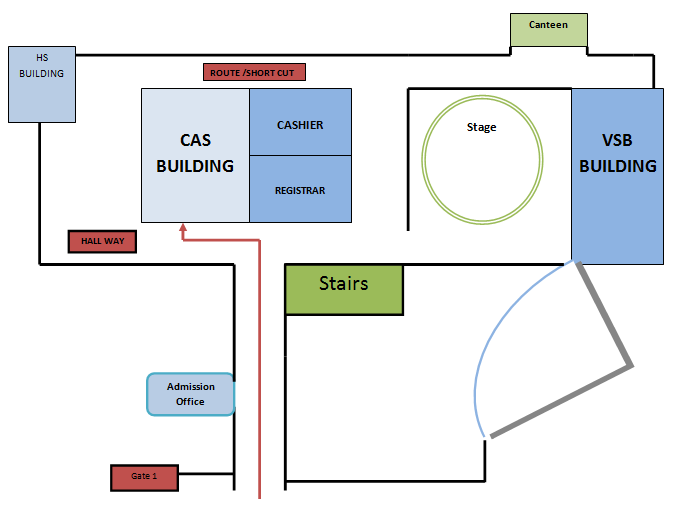 Canteen
HS
BUILDING
ROUTE /SHORT CUT
CAS
BUILDING
CASHIER
REGISTRAR
Stage
VSB
BUILDING
HALL WAY
Stairs
Admission
Office
Gate 1